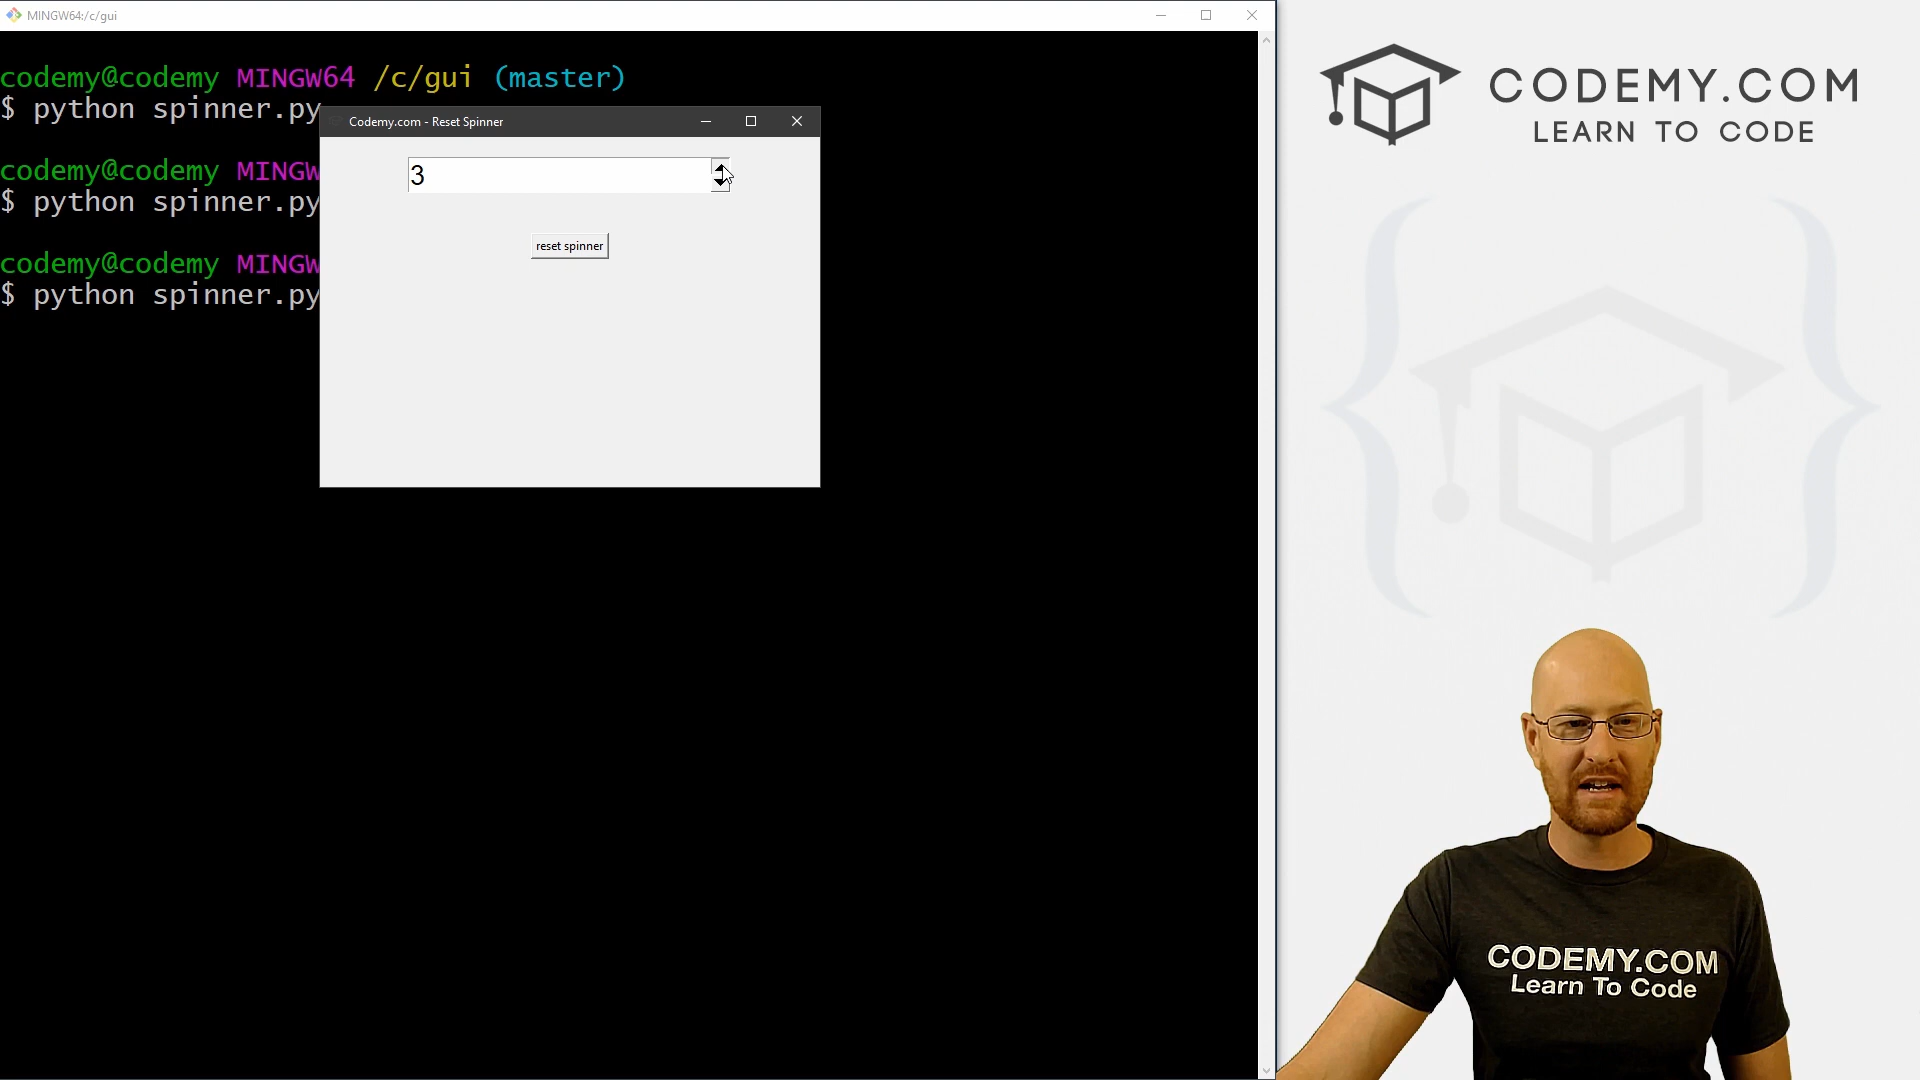 MINGW64:/c/gui
codemy@codemy MINGW64 /c/gui (master)
$ python spinner.py
codemy@codemy MINGW
$ python spinner.py
codemy@codemy MINGW
$ python spinner.py
Codemy.com - Reset Spinner
3
reset spinner
CODEMY.COM
LEARN TO CODE
CODEMY.COM
Learn To Code